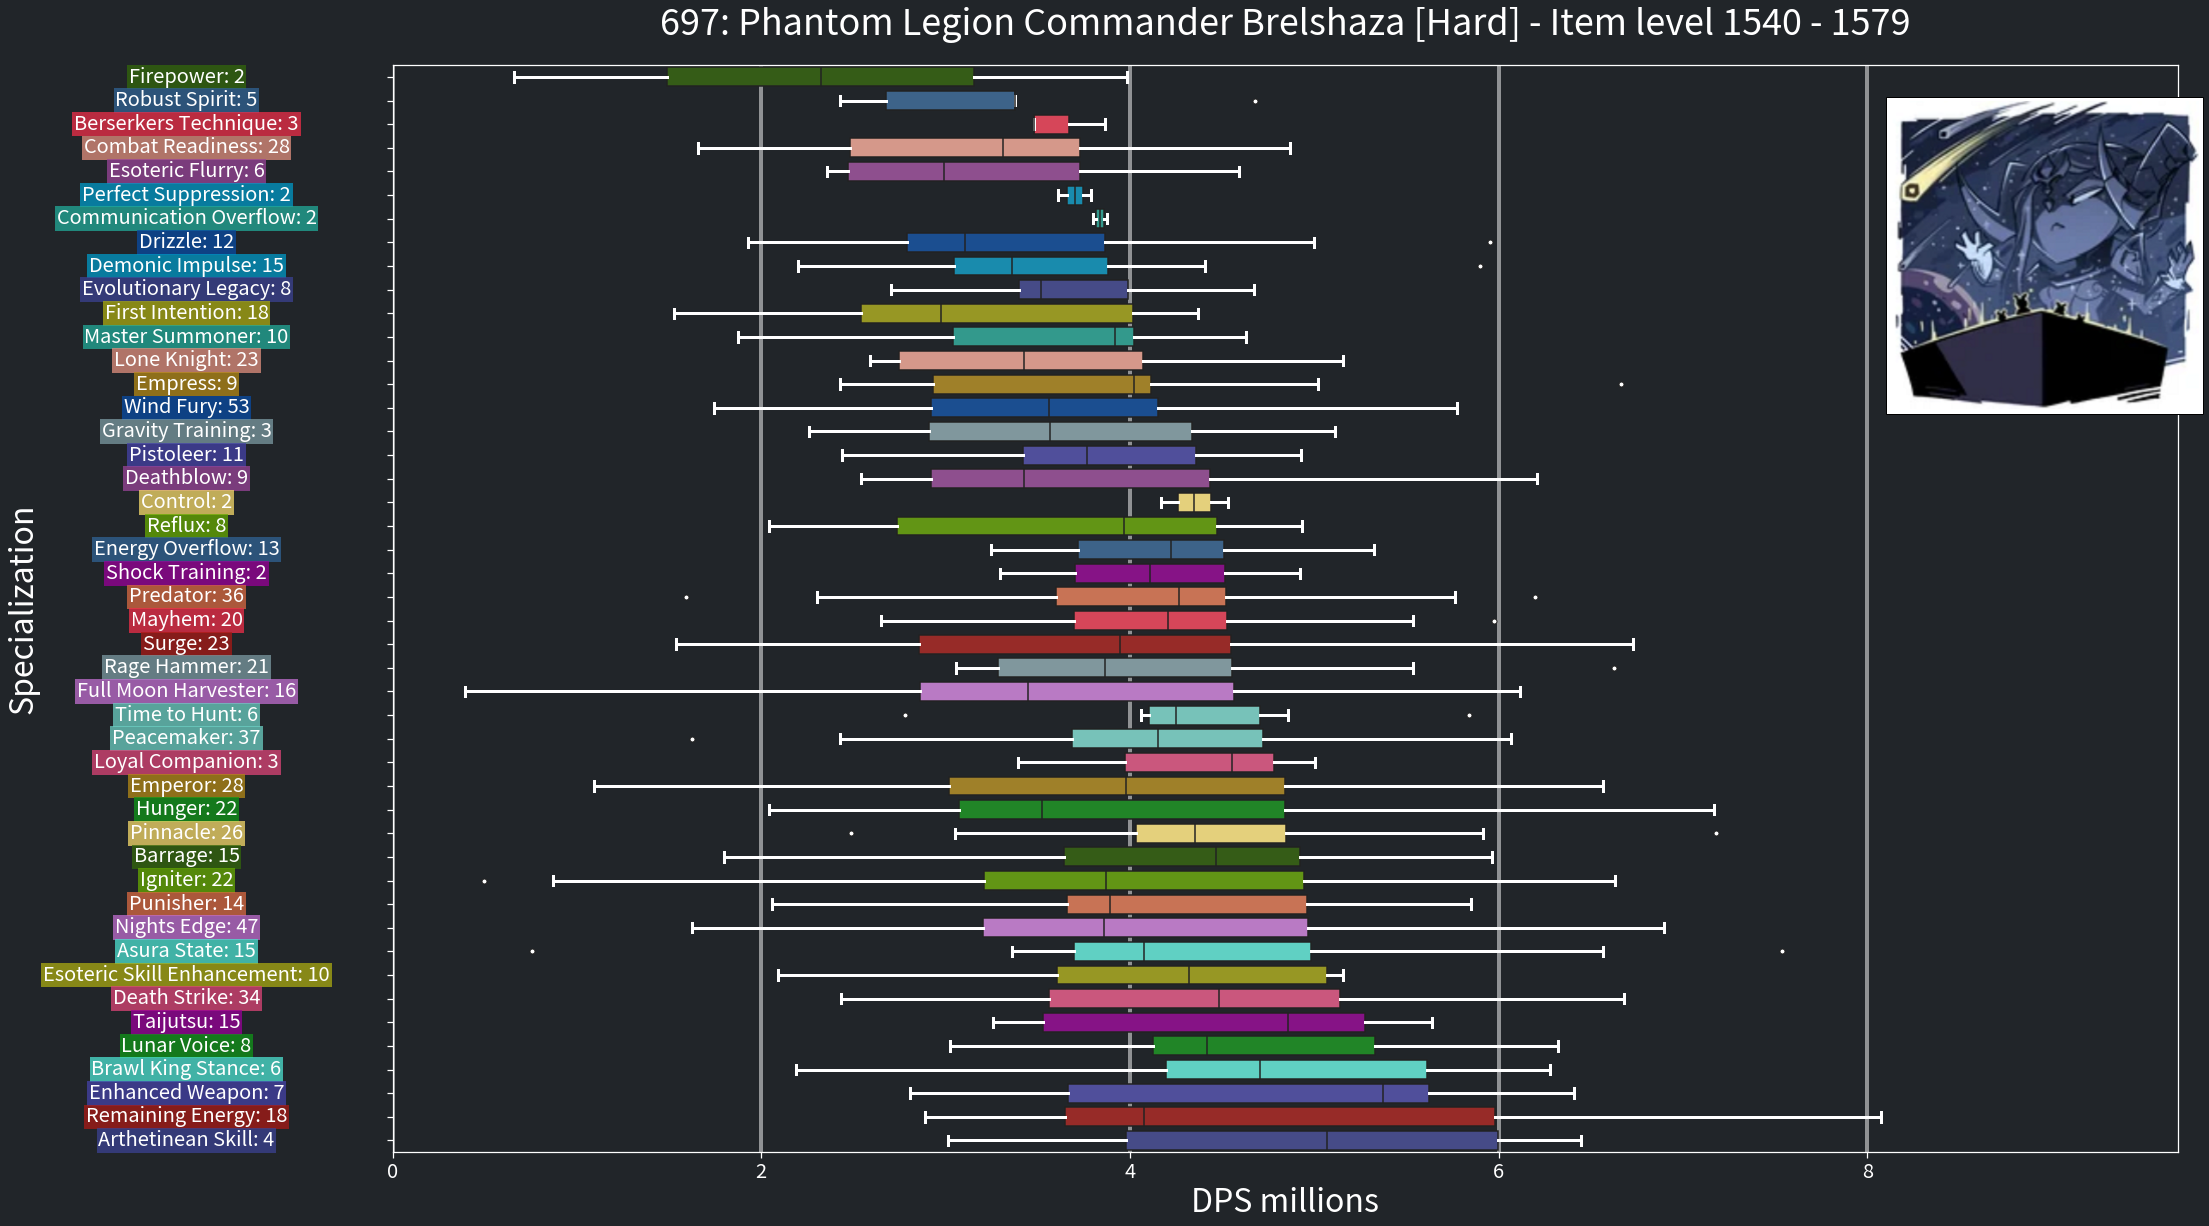 697: Phantom Legion Commander Brelshaza [Hard] - Item level 1540 - 1579
Specialization
Firepower: 2
Robust Spirit: 5
Berserkers Technique: 3
Combat Readiness: 28
Esoteric Flurry: 6
Perfect Suppression: 2
Communication Overflow: 2
Drizzle: 12
Demonic Impulse: 15
Evolutionary Legacy: 8
First Intention: 18
Master Summoner: 10
Lone Knight: 23
Empress: 9
Wind Fury: 53
Gravity Training: 3
Pistoleer: 11
Deathblow: 9
Control: 2
Reflux: 8
Energy Overflow: 13
Shock Training: 2
Predator: 36
Mayhem: 20
Surge: 23
Rage Hammer: 21
Full Moon Harvester: 16
Time to Hunt: 6
Peacemaker: 37
Loyal Companion: 3
Emperor: 28
Hunger: 22
Pinnacle: 26
Barrage: 15
Igniter: 22
Punisher: 14
Nights Edge: 47
Asura State: 15
Esoteric Skill Enhancement: 10
Death Strike: 34
Taijutsu: 15
Lunar Voice: 8
Brawl King Stance: 6
Enhanced Weapon: 7
Remaining Energy: 18
Arthetinean Skill: 4
0 2 4 6 8
DPS millions